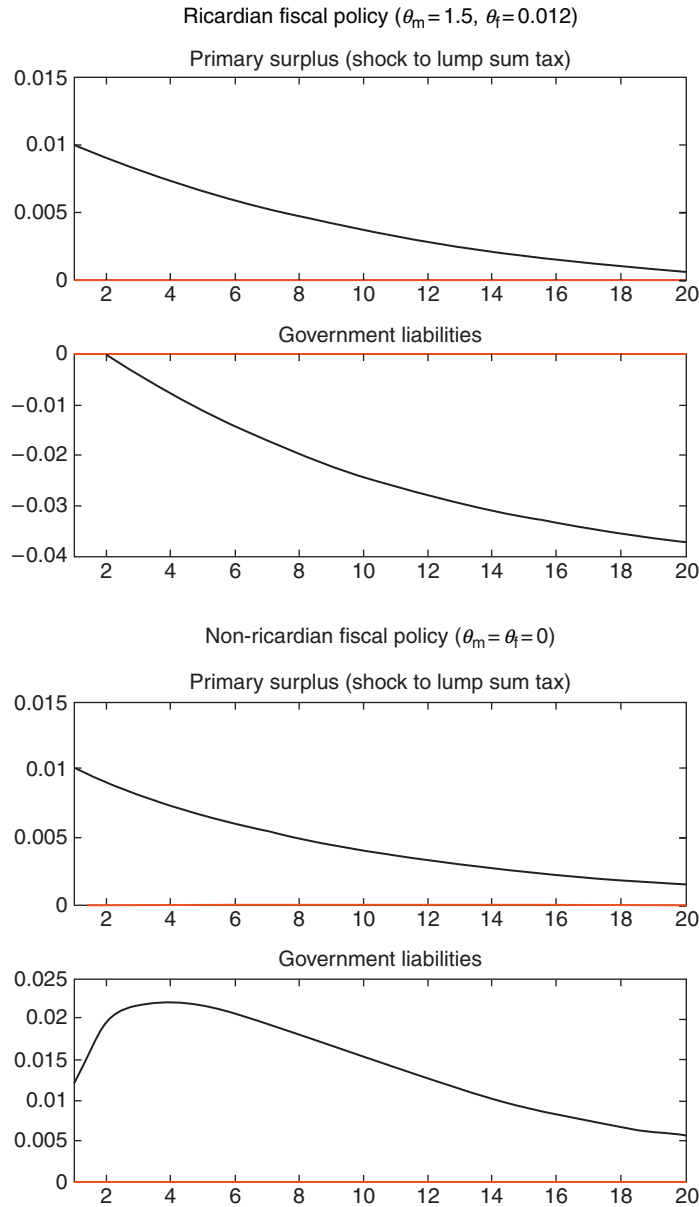 Ricardian fiscal policy (θm = 1.5, θf = 0.012)
Primary surplus (shock to lump sum tax)
0.015
0.01
0.005
0
2 4 6 8 10 12 14 16 18 20
Government liabilities
0
−0.01
−0.02
−0.03
−0.04
2 4 6 8 10 12 14 16 18 20
Non-ricardian fiscal policy (θm = θf = 0)
Primary surplus (shock to lump sum tax)
0.015
0.01
0.005
0
2 4 6 8 10 12 14 16 18 20
Government liabilities
0.025
0.02
0.015
0.01
0.005
0
2 4 6 8 10 12 14 16 18 20